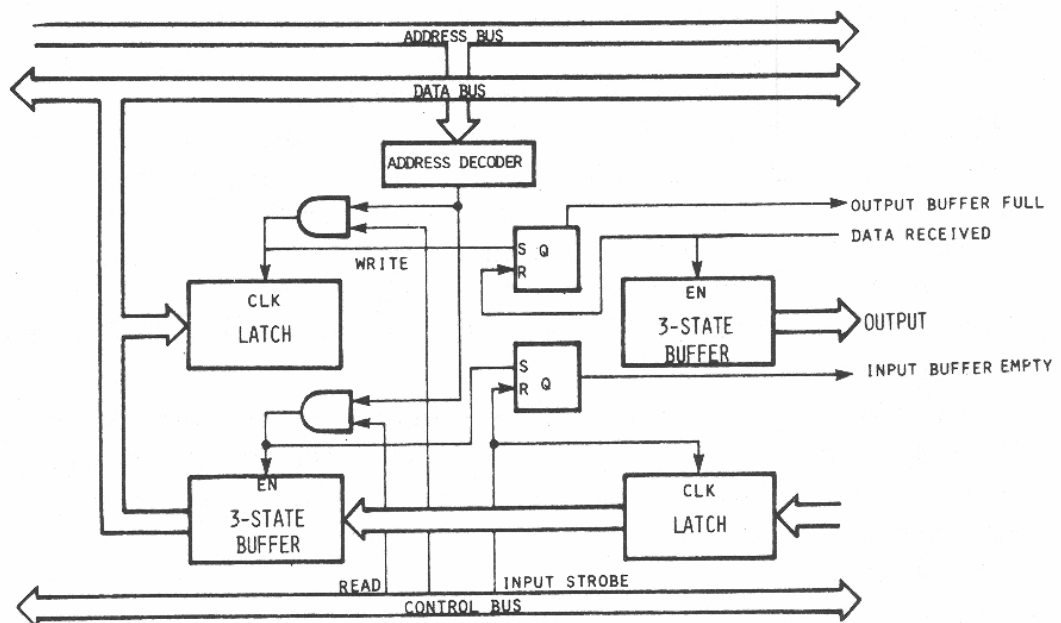 ADDRESS BUS
DATA BUS
ADDRESS DECODER
OUTPUT BUFFER FULL
DATA RECEIVED
S Q
R
WRITE
CLK
LATCH
EN
3-STATE
BUFFER
OUTPUT
S
R Q
INPUT BUFFER EMPTY
EN
3-STATE
BUFFER
CLK
LATCH
READ
INPUT STROBE
CONTROL BUS